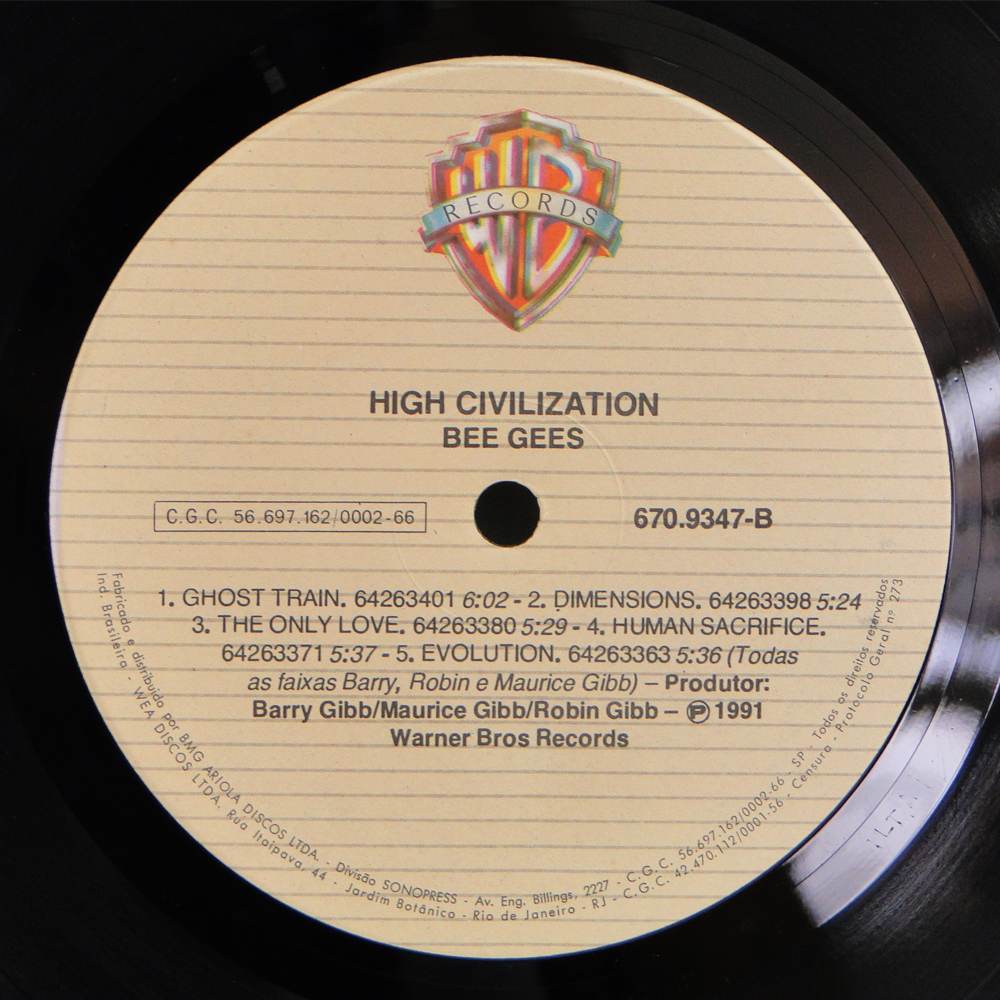 WB
RECORDS
HIGH CIVILIZATION
BEE GEES
C.G.C. 56.697.162/0002-66
670.9347-B
1. GHOST TRAIN. 64263401 6:02 - 2. DIMENSIONS. 64263398 5:24
3. THE ONLY LOVE. 64263380 5:29 - 4. HUMAN SACRIFICE.
64263371 5:37 - 5. EVOLUTION. 64263363 5:36 (Todas
as faixas Barry, Robin e Maurice Gibb) – Produtor:
Barry Gibb/Maurice Gibb/Robin Gibb – ℗ 1991
Warner Bros Records
Fabricado e distribuido por BMG ARIOLA DISCOS LTDA. - Divisão SONOPRESS - Av. Eng. Billings, 2227 - C.G.C. 56.697.162/0002-66 - SP - Todos os direitos reservados
Ind. Brasileira - WEA DISCOS LTDA. Rua Itaipava, 44 - Jardim Botânico - Rio de Janeiro - RJ - C.G.C. 42.470.112/0001-56 - Censura - Protocolo Geral nº 273